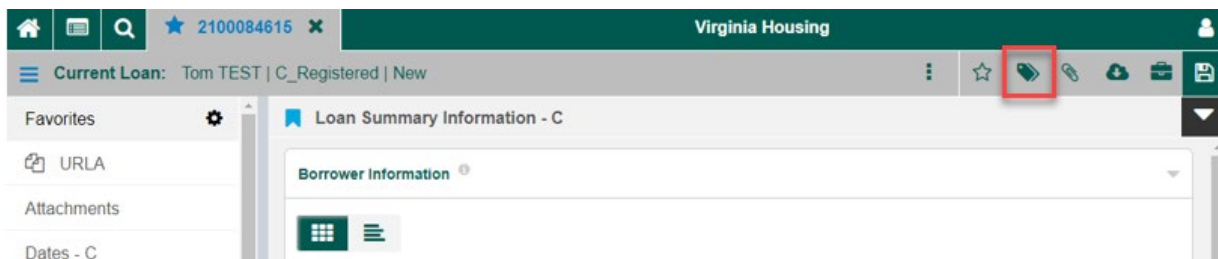 2100084615
Virginia Housing
Current Loan: Tom TEST | C_Registered | New
Favorites
Loan Summary Information - C
URLA
Borrower Information
Attachments
Dates - C